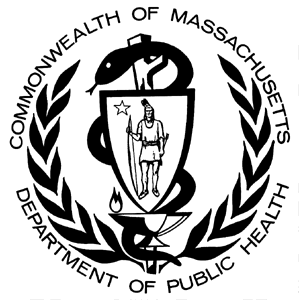 COMMONWEALTH OF MASSACHUSETTS
DEPARTMENT OF PUBLIC HEALTH